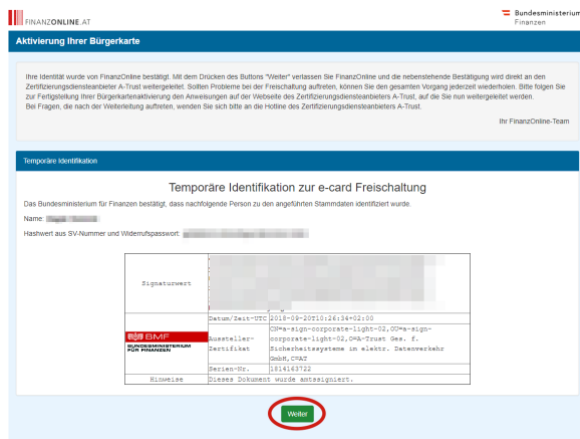 FINANZONLINE.AT
Bundesministerium
Finanzen
Aktivierung Ihrer Bürgerkarte
Ihre Identität wurde von FinanzOnline bestätigt. Mit dem Drücken des Buttons "Weiter" verlassen Sie FinanzOnline und die nebenstehende Bestätigung wird direkt an den
Zertifizierungsdiensteanbieter A-Trust weitergeleitet. Sollten Probleme bei der Freischaltung auftreten, können Sie den gesamten Vorgang jederzeit wiederholen. Bitte folgen Sie
zur Fertigstellung Ihrer Bürgerkartenaktivierung den Anweisungen auf der Webseite des Zertifizierungsdiensteanbieters A-Trust, auf die Sie nun weitergeleitet werden.
Bei Fragen, die nach der Weiterleitung auftreten, wenden Sie sich bitte an die Hotline des Zertifizierungsdiensteanbieters A-Trust.
Ihr FinanzOnline-Team
Temporäre Identifikation
Temporäre Identifikation zur e-card Freischaltung
Das Bundesministerium für Finanzen bestätigt, dass nachfolgende Person zu den angeführten Stammdaten identifiziert wurde.
Name:
Hashwert aus SV-Nummer und Widerrufspasswort:
Signaturwert
Datum/Zeit-UTC 2018-09-20T10:26:34+02:00
BMF
BUNDESMINISTERIUM
FÜR FINANZEN
Aussteller-
Zertifikat
CN=a-sign-corporate-light-02,OU=a-sign-
corporate-light-02,O=A-Trust Ges. f.
Sicherheitssysteme im elektr. Datenverkehr
GmbH,C=AT
Serien-Nr. 1814163722
Hinweise Dieses Dokument wurde amtssigniert.
Weiter